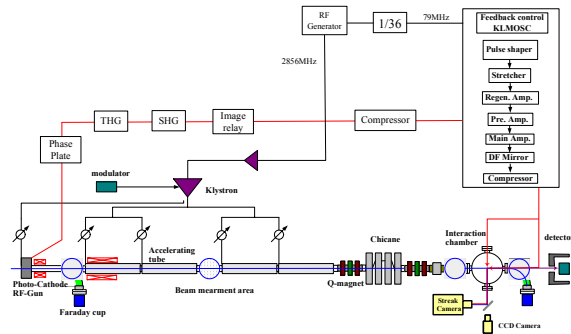 RF
Generator
1/36
79MHz
Feedback control
KLMOSC
Pulse shaper
Stretcher
Regen. Amp.
Pre. Amp.
Main Amp.
DF Mirror
Compressor
2856MHz
THG
SHG
Image
relay
Compressor
Phase
Plate
modulator
Klystron
Accelerating
tube
Chicane
Interaction
chamber
detector
Photo-Cathode
RF-Gun
Beam mearment area
Q-magnet
Faraday cup
Streak
Camera
CCD Camera